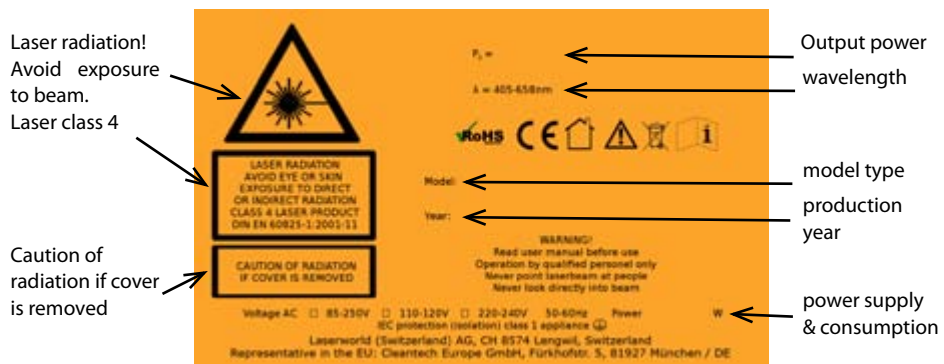 Laser radiation!
Avoid exposure
to beam.
Laser class 4
Caution of
radiation if cover
is removed
LASER RADIATION
AVOID EYE OR SKIN
EXPOSURE TO DIRECT
OR INDIRECT RADIATION
CLASS 4 LASER PRODUCT
DIN EN 60825-1:2001-11
CAUTION OF RADIATION
IF COVER IS REMOVED
P₀ =
λ = 405-658nm
RoHS CE i
Model:
Year:
WARNING!
Read user manual before use
Operation by qualified personel only
Never point laserbeam at people
Never look directly into beam
Voltage AC □ 85-250V □ 110-120V □ 220-240V 50-60Hz Power W
IEC protection (isolation) class 1 appliance
Laserworld (Switzerland) AG, CH 8574 Lengwil, Switzerland
Representative in the EU: Cleantech Europe GmbH, Fürkhofstr. 5, 81927 München / DE
Output power
wavelength
model type
production
year
power supply
& consumption